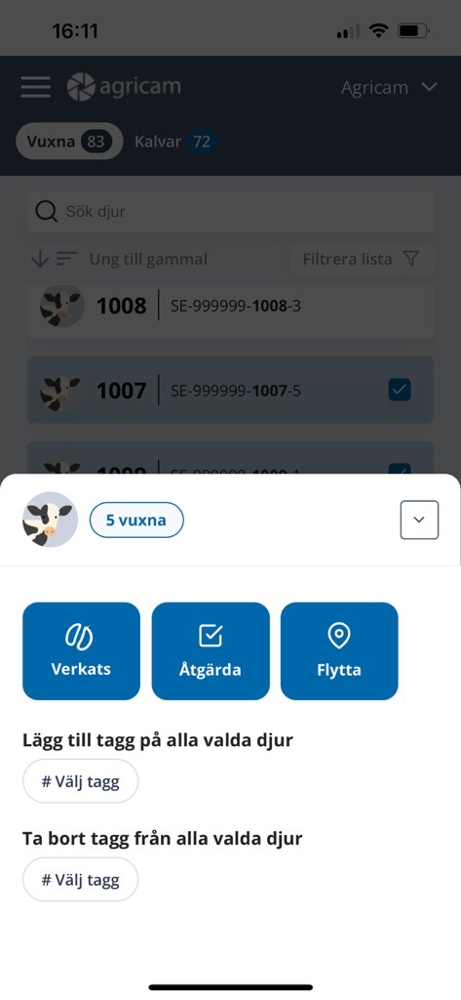 16:11
agricam
Agricam
Vuxna 83
Kalvar 72
Sök djur
Ung till gammal
Filtrera lista
1008 SE-999999-1008-3
1007 SE-999999-1007-5
5 vuxna
Verkats
Åtgärda
Flytta
Lägg till tagg på alla valda djur
# Välj tagg
Ta bort tagg från alla valda djur
# Välj tagg